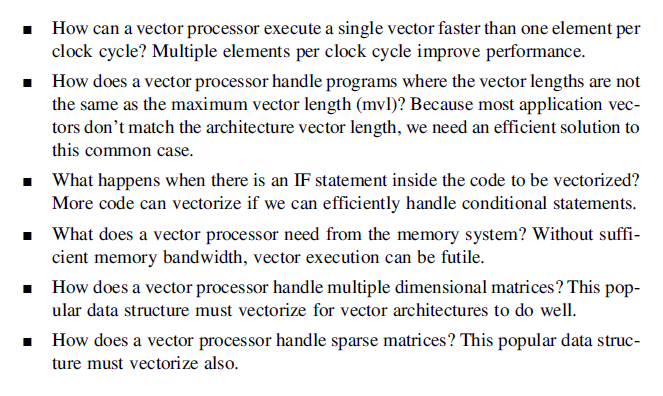 ■ How can a vector processor execute a single vector faster than one element per
clock cycle? Multiple elements per clock cycle improve performance.
■ How does a vector processor handle programs where the vector lengths are not
the same as the maximum vector length (mvl)? Because most application vec-
tors don’t match the architecture vector length, we need an efficient solution to
this common case.
■ What happens when there is an IF statement inside the code to be vectorized?
More code can vectorize if we can efficiently handle conditional statements.
■ What does a vector processor need from the memory system? Without suffi-
cient memory bandwidth, vector execution can be futile.
■ How does a vector processor handle multiple dimensional matrices? This pop-
ular data structure must vectorize for vector architectures to do well.
■ How does a vector processor handle sparse matrices? This popular data struc-
ture must vectorize also.